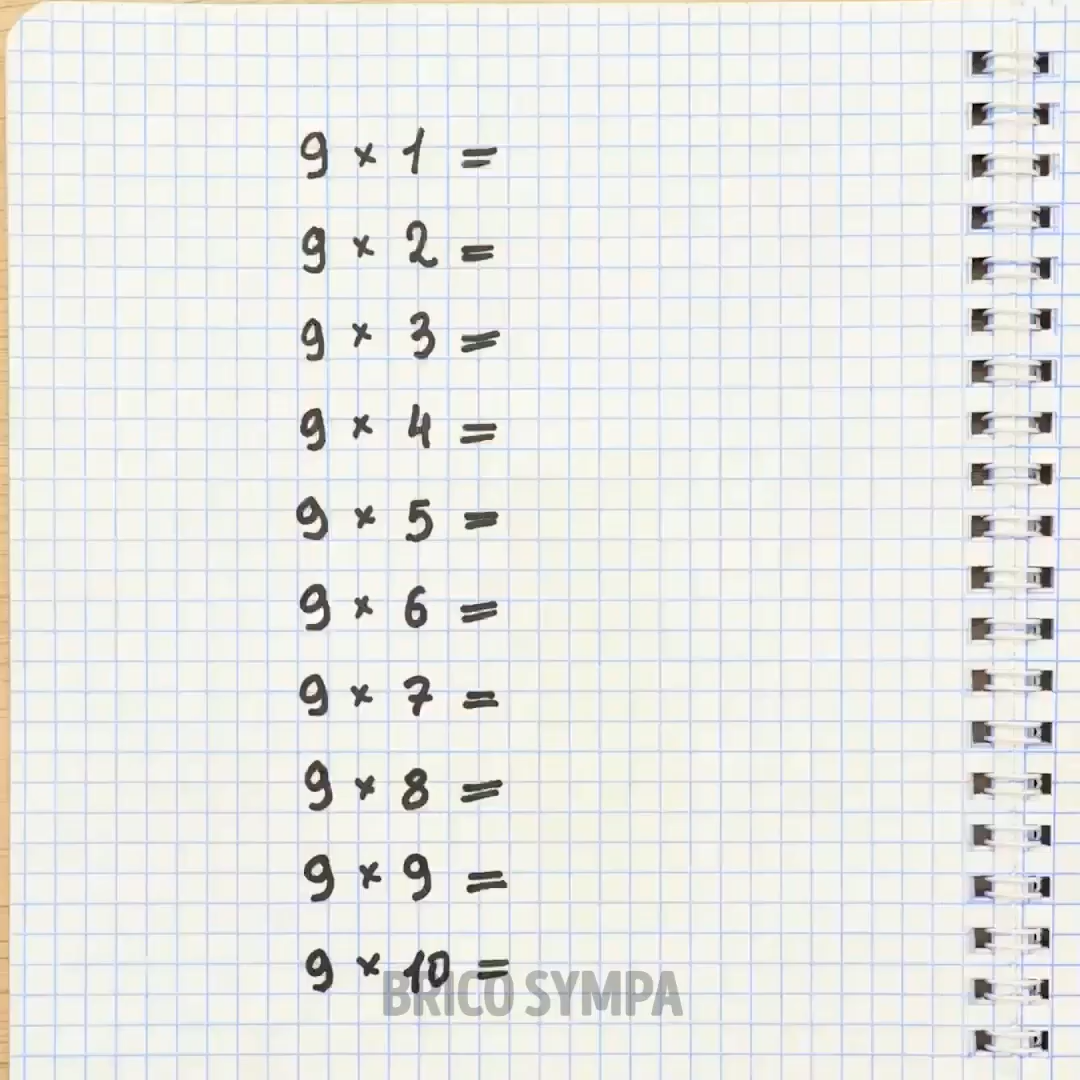 9 × 1 =
9 × 2 =
9 × 3 =
9 × 4 =
9 × 5 =
9 × 6 =
9 × 7 =
9 × 8 =
9 × 9 =
9 × 10 =
BRICO SYMPA